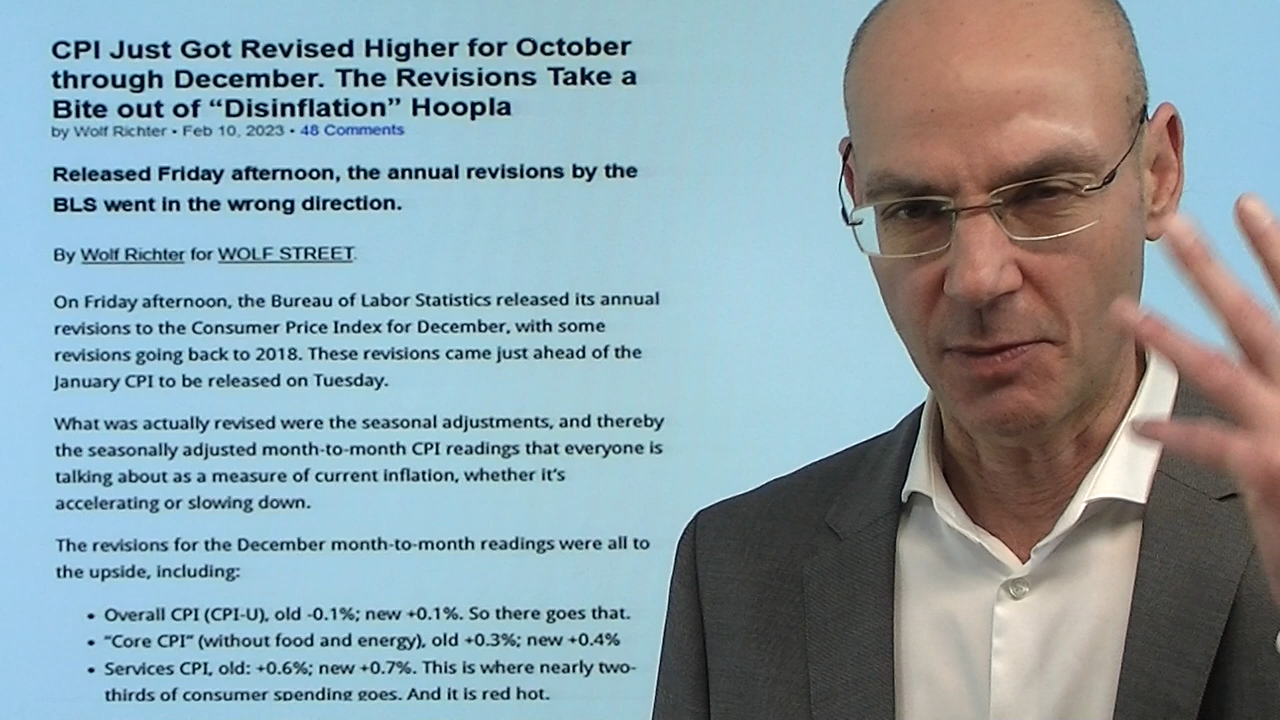 CPI Just Got Revised Higher for October
through December. The Revisions Take a
Bite out of “Disinflation” Hoopla
by Wolf Richter • Feb 10, 2023 • 48 Comments
Released Friday afternoon, the annual revisions by the
BLS went in the wrong direction.
By Wolf Richter for WOLF STREET.
On Friday afternoon, the Bureau of Labor Statistics released its annual
revisions to the Consumer Price Index for December, with some
revisions going back to 2018. These revisions came just ahead of the
January CPI to be released on Tuesday.
What was actually revised were the seasonal adjustments, and thereby
the seasonally adjusted month-to-month CPI readings that everyone is
talking about as a measure of current inflation, whether it’s
accelerating or slowing down.
The revisions for the December month-to-month readings were all to
the upside, including:
• Overall CPI (CPI-U), old -0.1%; new +0.1%. So there goes that.
• “Core CPI” (without food and energy), old +0.3%; new +0.4%
• Services CPI, old: +0.6%; new +0.7%. This is where nearly two-
thirds of consumer spending goes. And it is red hot.